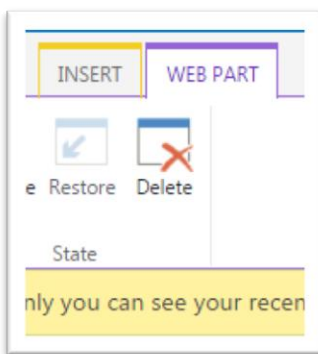 INSERT WEB PART
e Restore Delete
State
nly you can see your recen